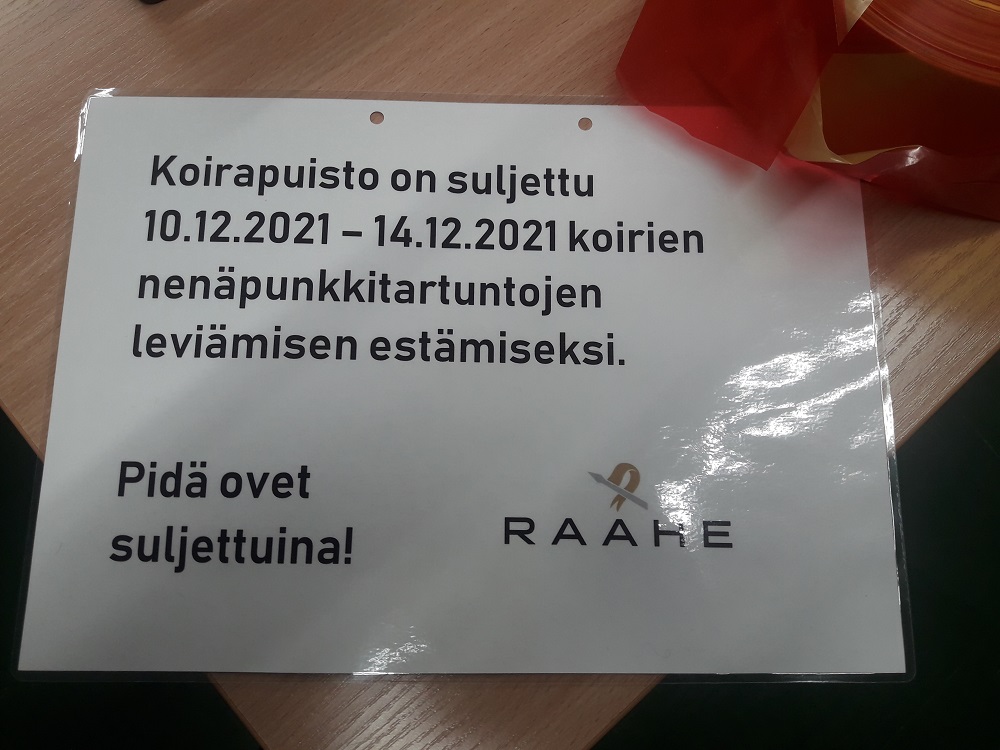 Koirapuisto on suljettu
10.12.2021 – 14.12.2021 koirien
nenäpunkkitartuntojen
leviämisen estämiseksi.
Pidä ovet
suljettuina!
RAAHE